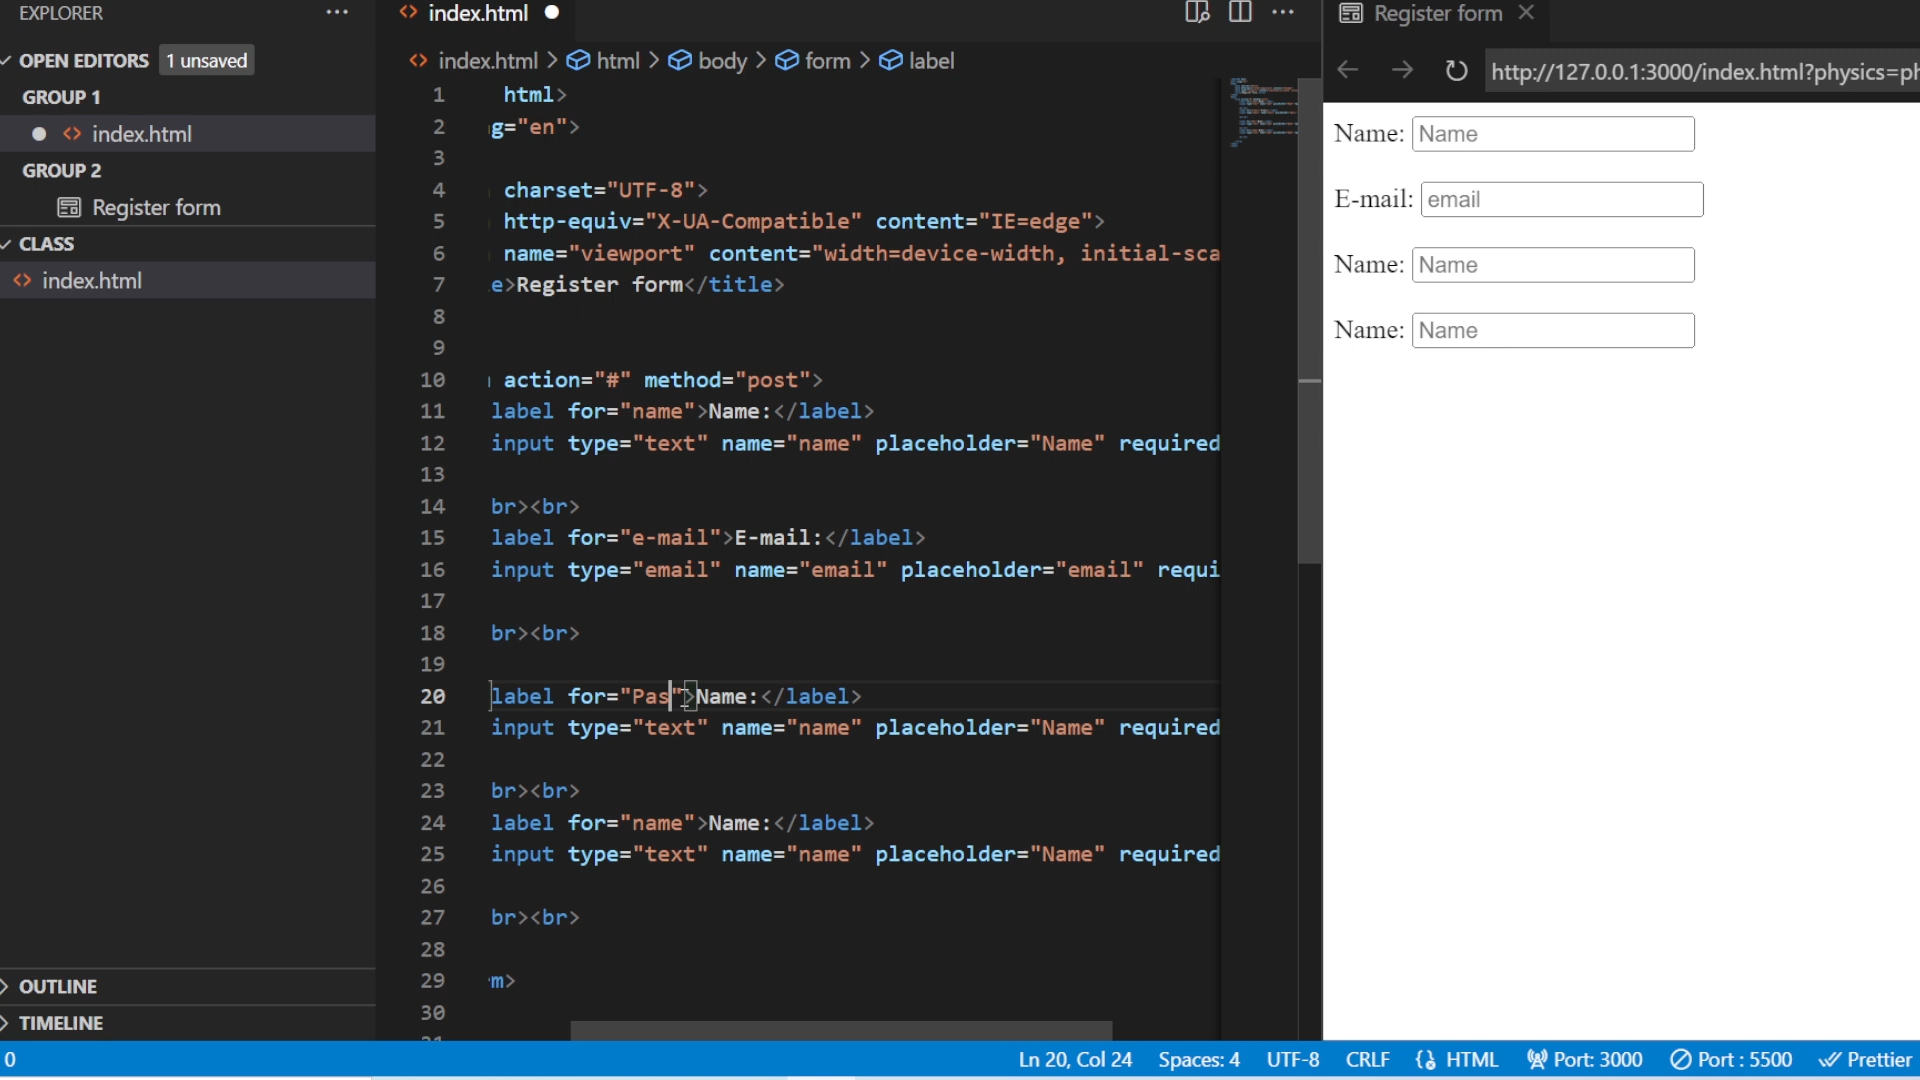 EXPLORER
OPEN EDITORS 1 unsaved
GROUP 1
index.html
GROUP 2
Register form
CLASS
index.html
OUTLINE
TIMELINE
index.html
index.html > html > body > form > label
1 html>
2 g="en">
3
4 charset="UTF-8">
5 http-equiv="X-UA-Compatible" content="IE=edge">
6 name="viewport" content="width=device-width, initial-sca
7 e>Register form</title>
8
9
10 action="#" method="post">
11 label for="name">Name:</label>
12 input type="text" name="name" placeholder="Name" required
13
14 br><br>
15 label for="e-mail">E-mail:</label>
16 input type="email" name="email" placeholder="email" requi
17
18 br><br>
19
20 label for="Pas">Name:</label>
21 input type="text" name="name" placeholder="Name" required
22
23 br><br>
24 label for="name">Name:</label>
25 input type="text" name="name" placeholder="Name" required
26
27 br><br>
28
29 m>
30
Register form
http://127.0.0.1:3000/index.html?physics=ph
Name: Name
E-mail: email
Name: Name
Name: Name
0 Ln 20, Col 24 Spaces: 4 UTF-8 CRLF HTML Port: 3000 Port : 5500 Prettier